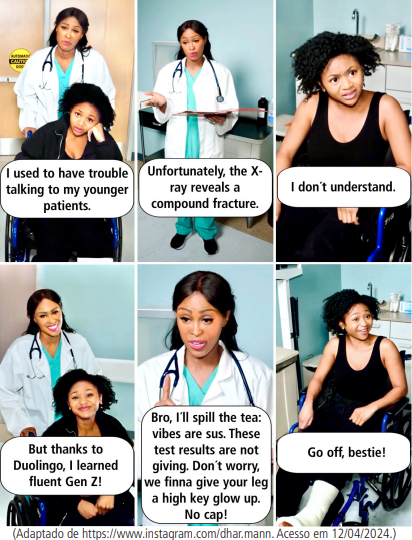 AUTOMATIC
CAUTION
DOOR
I used to have trouble
talking to my younger
patients.
Unfortunately, the X-
ray reveals a
compound fracture.
I don´t understand.
But thanks to
Duolingo, I learned
fluent Gen Z!
Bro, I´ll spill the tea:
vibes are sus. These
test results are not
giving. Don´t worry,
we finna give your leg
a high key glow up.
No cap!
Go off, bestie!
(Adaptado de https://www.instagram.com/dhar.mann. Acesso em 12/04/2024.)